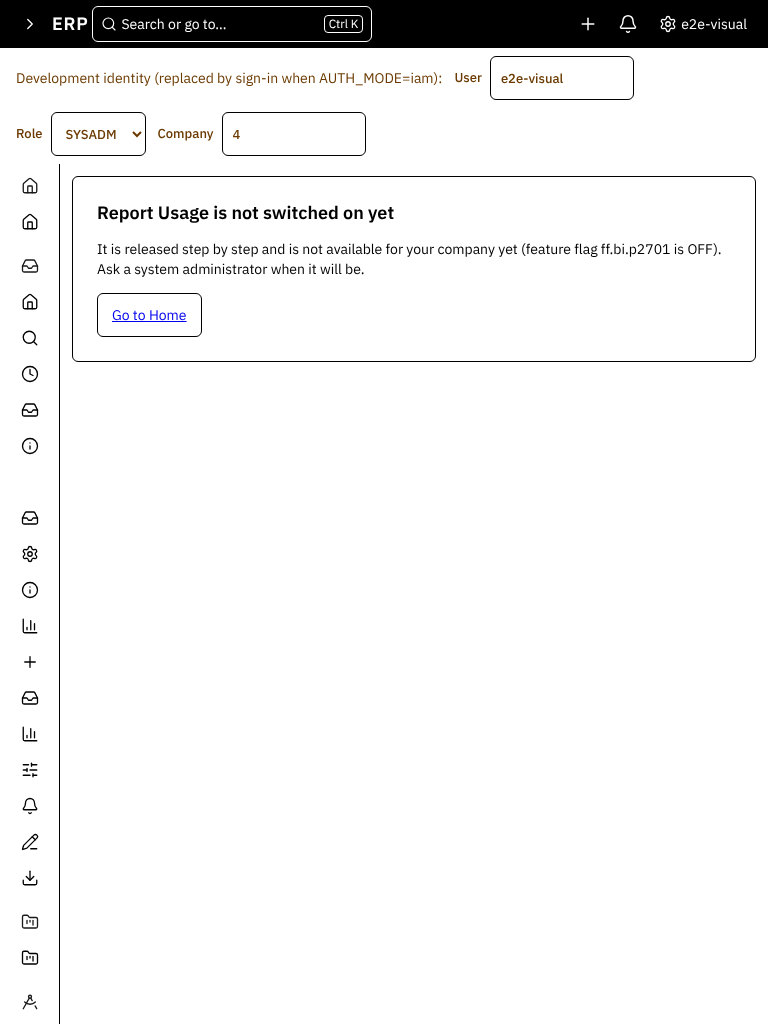 ERP Search or go to... Ctrl K e2e-visual
Development identity (replaced by sign-in when AUTH_MODE=iam): User e2e-visual
Role SYSADM Company 4
Report Usage is not switched on yet
It is released step by step and is not available for your company yet (feature flag ff.bi.p2701 is OFF).
Ask a system administrator when it will be.
Go to Home